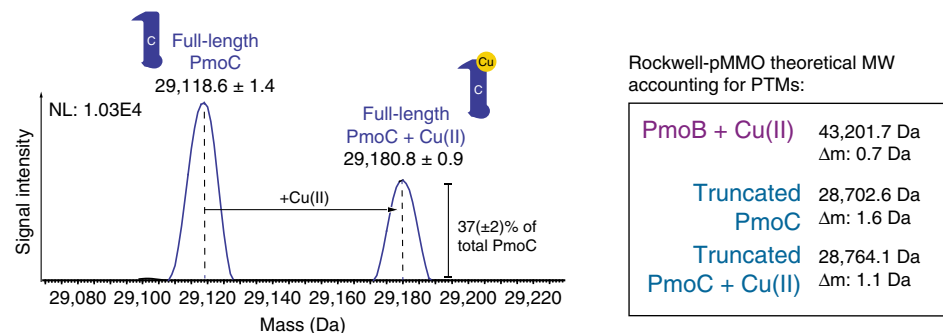 C
Full-length
PmoC
29,118.6 ± 1.4
NL: 1.03E4
Cu
C
Full-length
PmoC + Cu(II)
29,180.8 ± 0.9
+Cu(II)
37(±2)% of
total PmoC
Signal intensity
29,080 29,100 29,120 29,140 29,160 29,180 29,200 29,220
Mass (Da)
Rockwell-pMMO theoretical MW
accounting for PTMs:
PmoB + Cu(II) 43,201.7 Da
Δm: 0.7 Da
Truncated 28,702.6 Da
PmoC Δm: 1.6 Da
Truncated 28,764.1 Da
PmoC + Cu(II) Δm: 1.1 Da